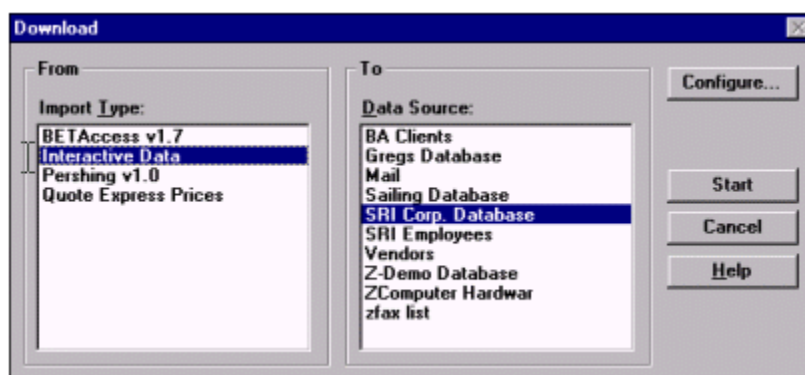 Download
From
Import Type:
BETAccess v1.7
Interactive Data
Pershing v1.0
Quote Express Prices
To
Data Source:
BA Clients
Gregs Database
Mail
Sailing Database
SRI Corp. Database
SRI Employees
Vendors
Z-Demo Database
ZComputer Hardwar
zfax list
Configure...
Start
Cancel
Help